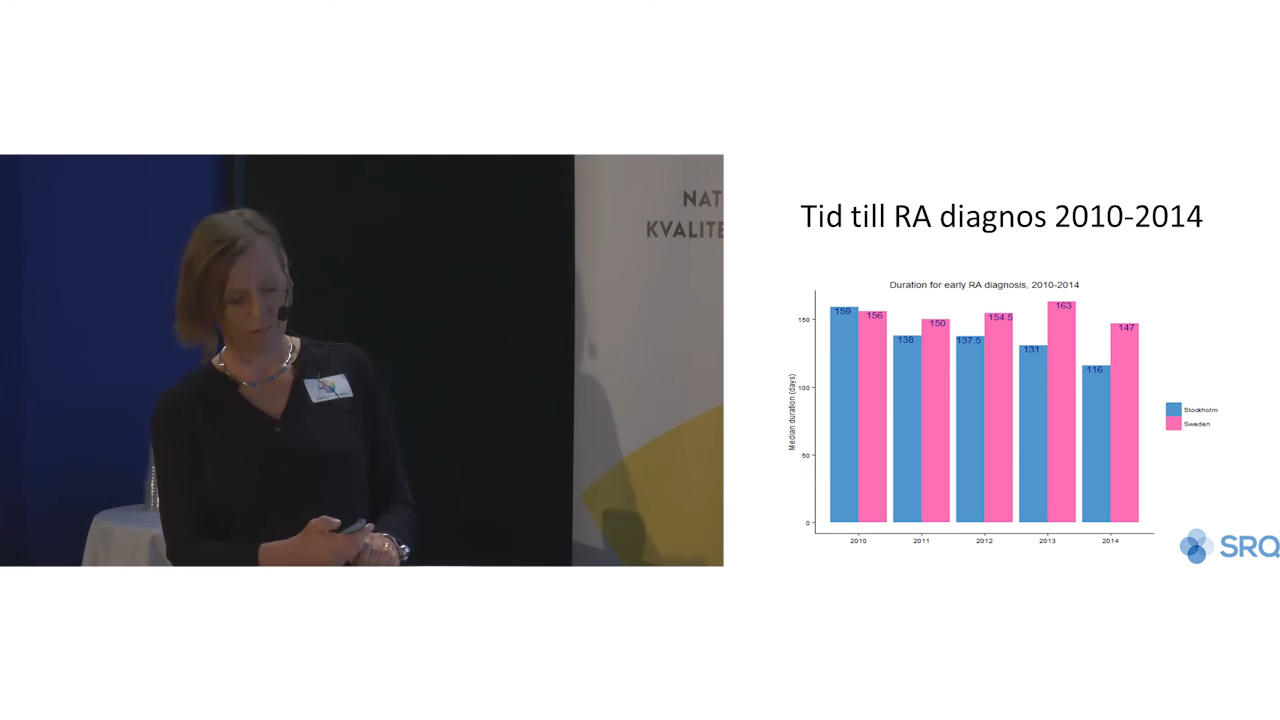 NAT
KVALITE
Tid till RA diagnos 2010-2014
Duration for early RA diagnosis, 2010-2014
Median duration (days)
150
100
50
0
159
156
138
150
137.5
154.5
131
163
116
147
2010
2011
2012
2013
2014
Stockholm
Sweden
SRQ